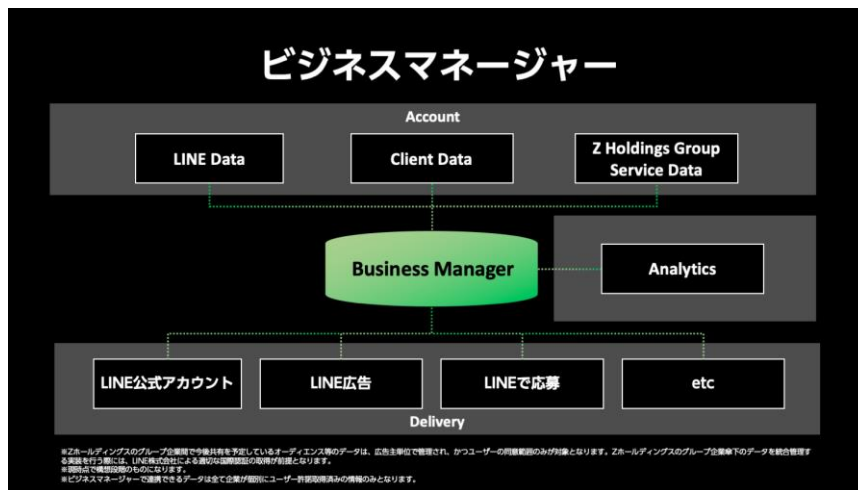 ビジネスマネージャー
Account
LINE Data
Client Data
Z Holdings Group
Service Data
Business Manager
Analytics
LINE公式アカウント
LINE広告
LINEで応募
etc
Delivery
※Zホールディングスのグループ企業間で今後共有を予定しているオーディエンス等のデータは、広告主単位で管理され、かつユーザーの同意範囲のみが対象となります。Zホールディングスのグループ企業傘下のデータを統合管理す
る実装を行う際には、LINE株式会社による適切な国際認証の取得が前提となります。
※現時点で構想段階のものになります。
※ビジネスマネージャーで連携できるデータは全て企業が個別にユーザー許諾取得済みの情報のみとなります。